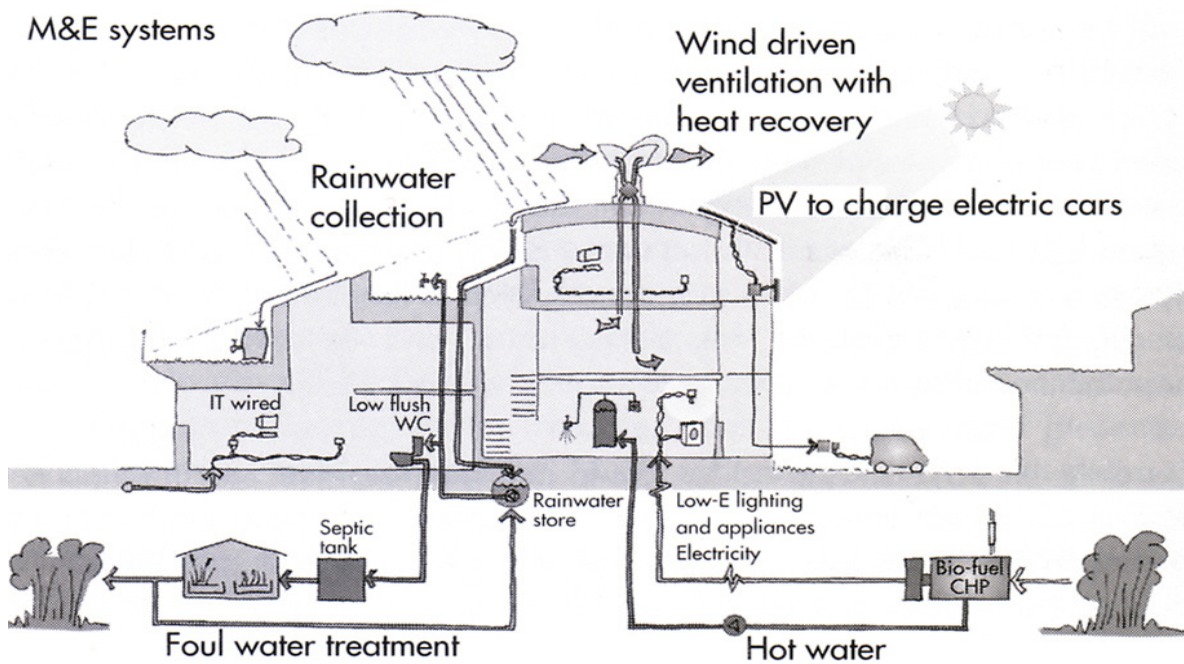 M&E systems
Wind driven
ventilation with
heat recovery
Rainwater
collection
PV to charge electric cars
IT wired
Low flush
WC
Rainwater
store
Low-E lighting
and appliances
Electricity
Septic
tank
Bio-fuel
CHP
Foul water treatment
Hot water